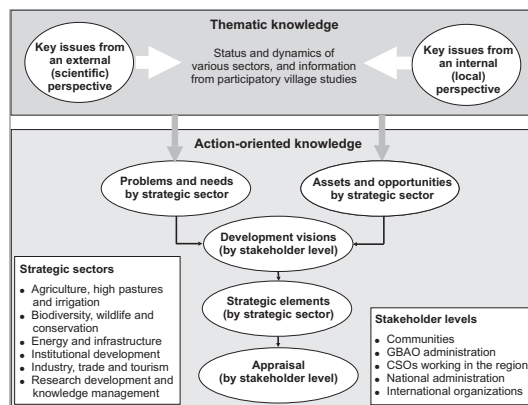 Thematic knowledge
Key issues from
an external
(scientific)
perspective
Status and dynamics of
various sectors, and information
from participatory village studies
Key issues from
an internal
(local)
perspective
Action-oriented knowledge
Problems and needs
by strategic sector
Assets and opportunities
by strategic sector
Development visions
(by stakeholder level)
Strategic elements
(by strategic sector)
Appraisal
(by stakeholder level)
Strategic sectors
• Agriculture, high pastures
and irrigation
• Biodiversity, wildlife and
conservation
• Energy and infrastructure
• Institutional development
• Industry, trade and tourism
• Research development and
knowledge management
Stakeholder levels
• Communities
• GBAO administration
• CSOs working in the region
• National administration
• International organizations